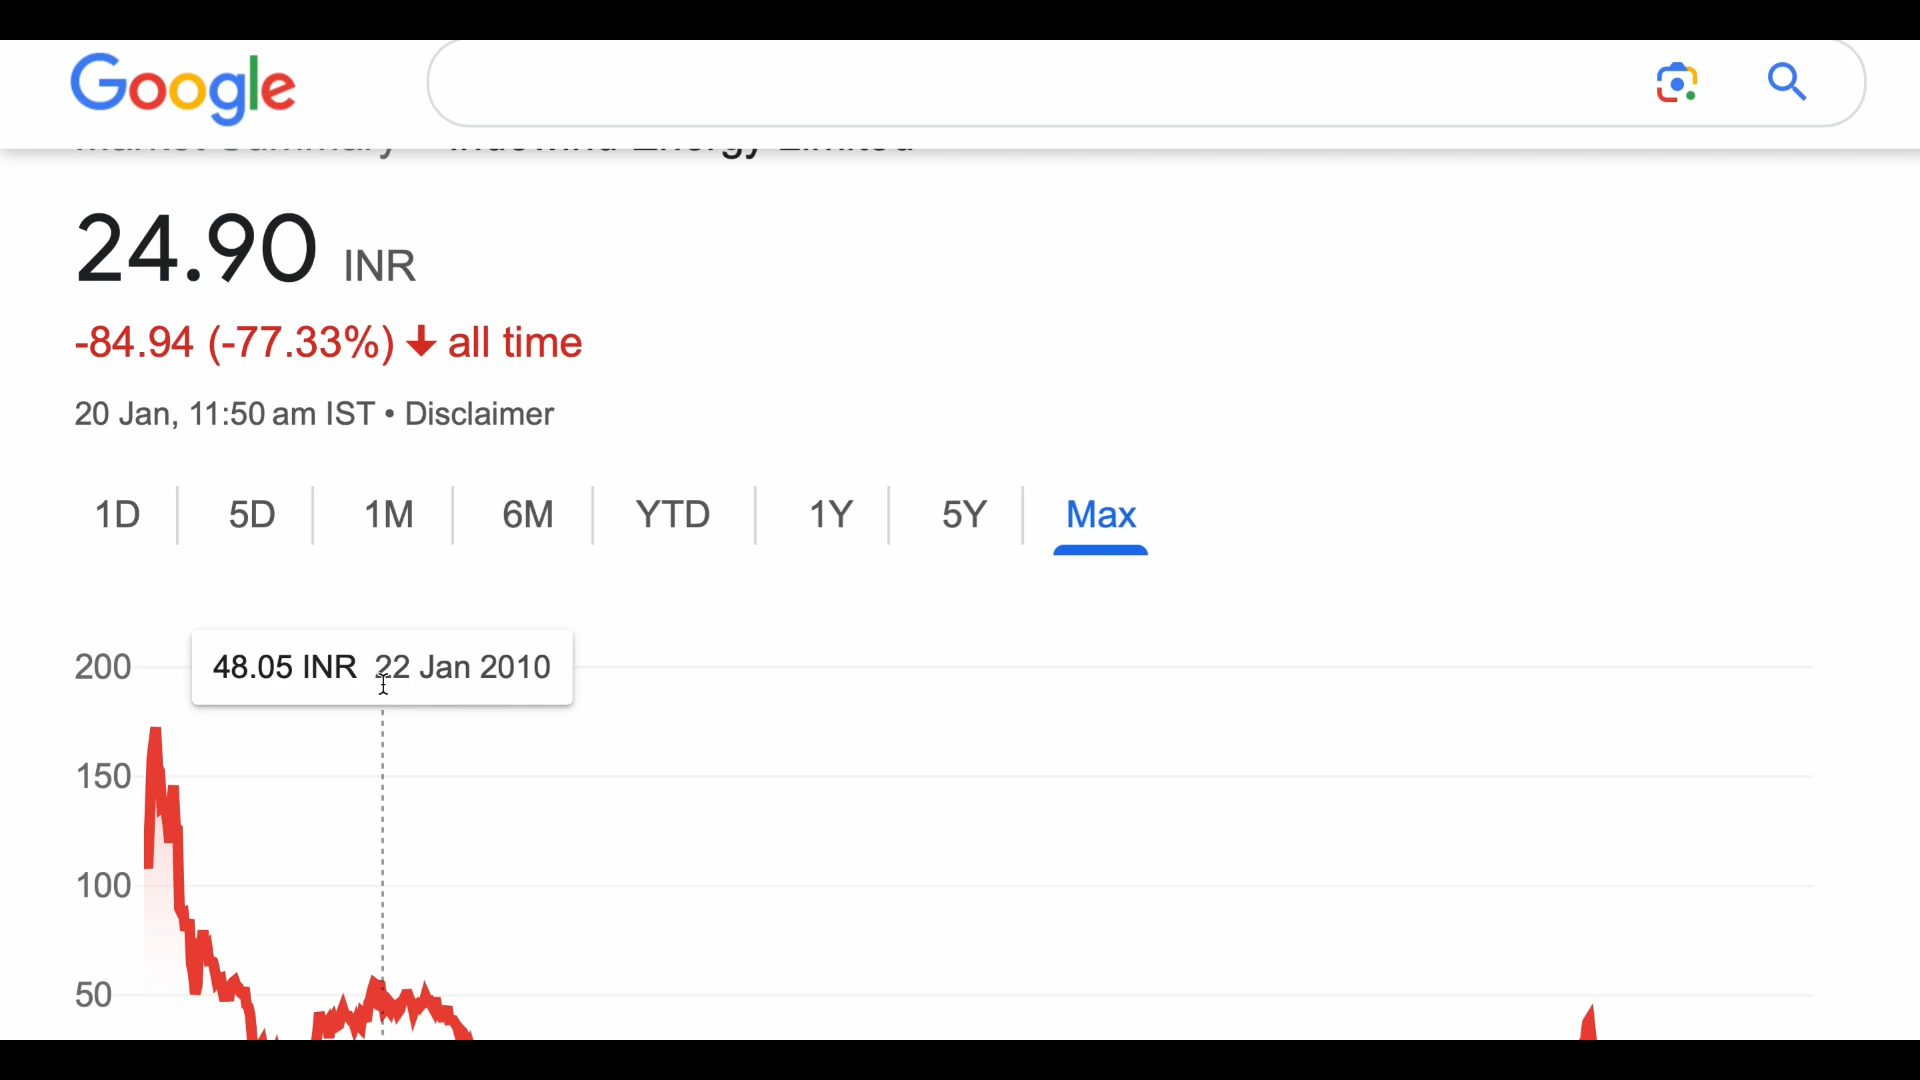 Google
24.90 INR
-84.94 (-77.33%) ↓ all time
20 Jan, 11:50 am IST • Disclaimer
1D 5D 1M 6M YTD 1Y 5Y Max
200
48.05 INR 22 Jan 2010
150
100
50